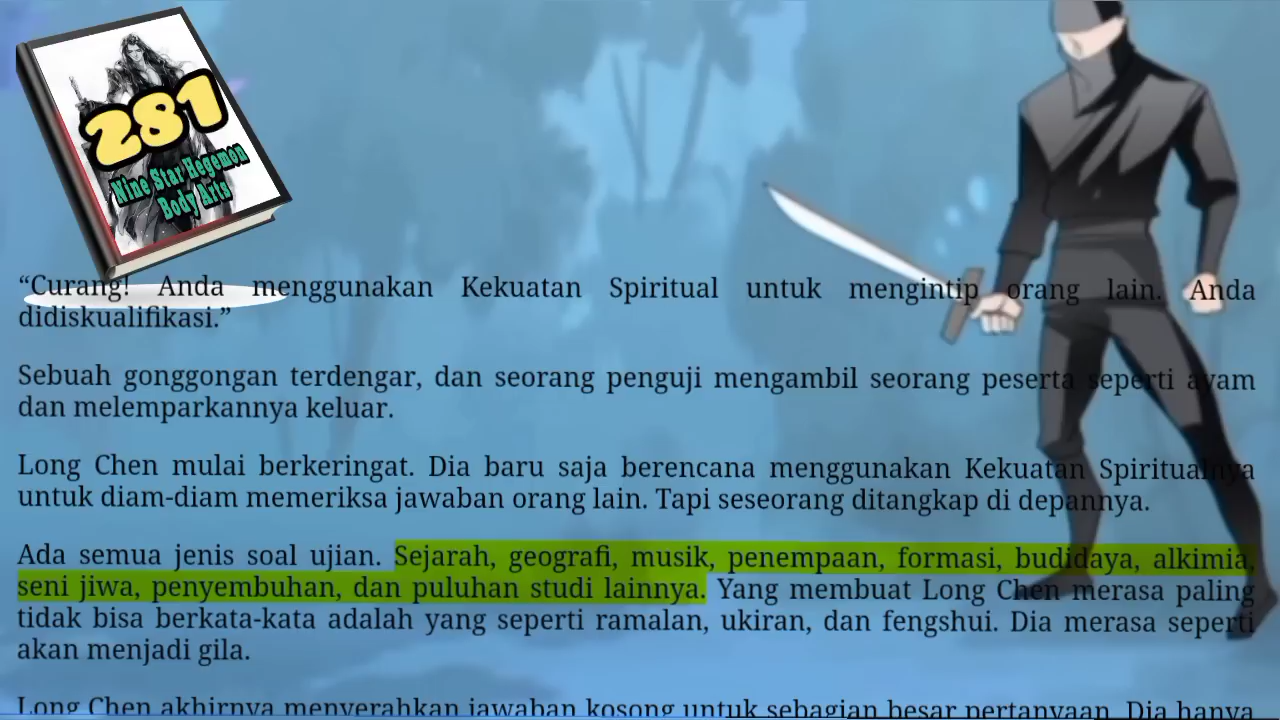 281
Nine Star Hegemon
Body Arts
“Curang! Anda menggunakan Kekuatan Spiritual untuk mengintip orang lain. Anda
didiskualifikasi.”
Sebuah gonggongan terdengar, dan seorang penguji mengambil seorang peserta seperti ayam
dan melemparkannya keluar.
Long Chen mulai berkeringat. Dia baru saja berencana menggunakan Kekuatan Spiritualnya
untuk diam-diam memeriksa jawaban orang lain. Tapi seseorang ditangkap di depannya.
Ada semua jenis soal ujian. Sejarah, geografi, musik, penempaan, formasi, budidaya, alkimia,
seni jiwa, penyembuhan, dan puluhan studi lainnya. Yang membuat Long Chen merasa paling
tidak bisa berkata-kata adalah yang seperti ramalan, ukiran, dan fengshui. Dia merasa seperti
akan menjadi gila.
Long Chen akhirnya menyerahkan jawaban kosong untuk sebagian besar pertanyaan. Dia hanya